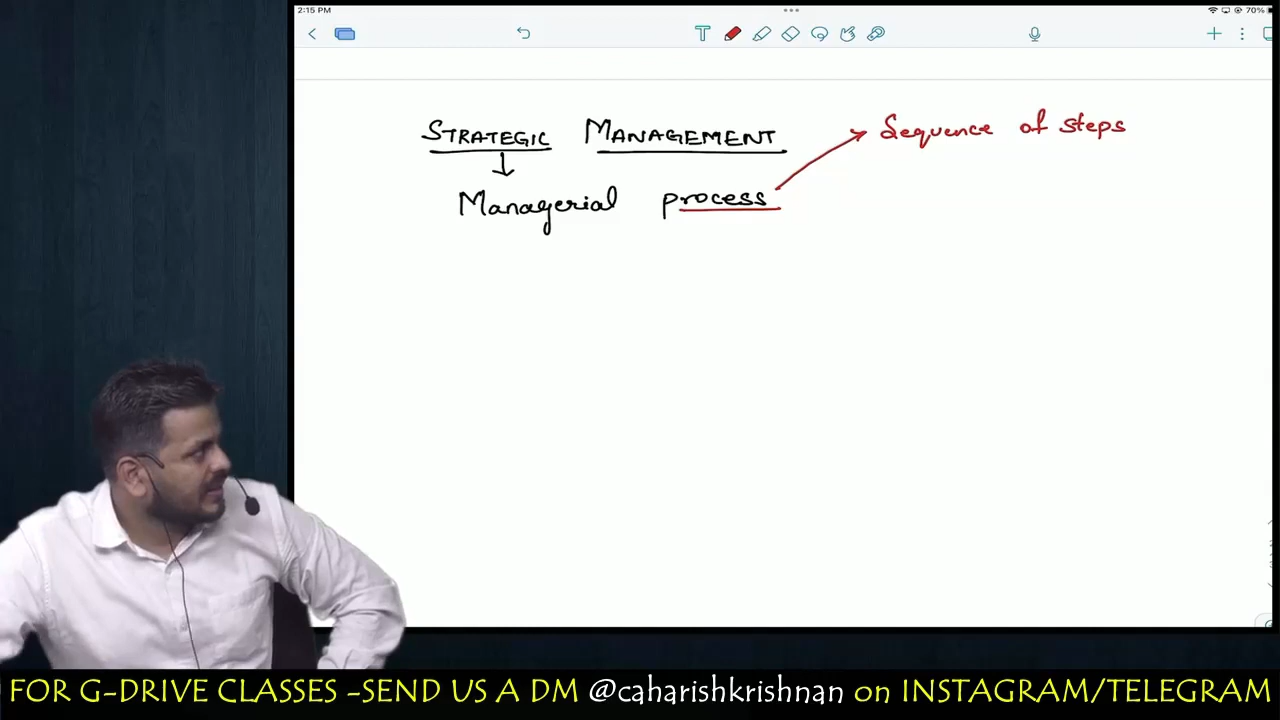 2:15 PM
70%
STRATEGIC MANAGEMENT
Sequence of steps
Managerial process
FOR G-DRIVE CLASSES -SEND US A DM @caharishkrishnan on INSTAGRAM/TELEGRAM